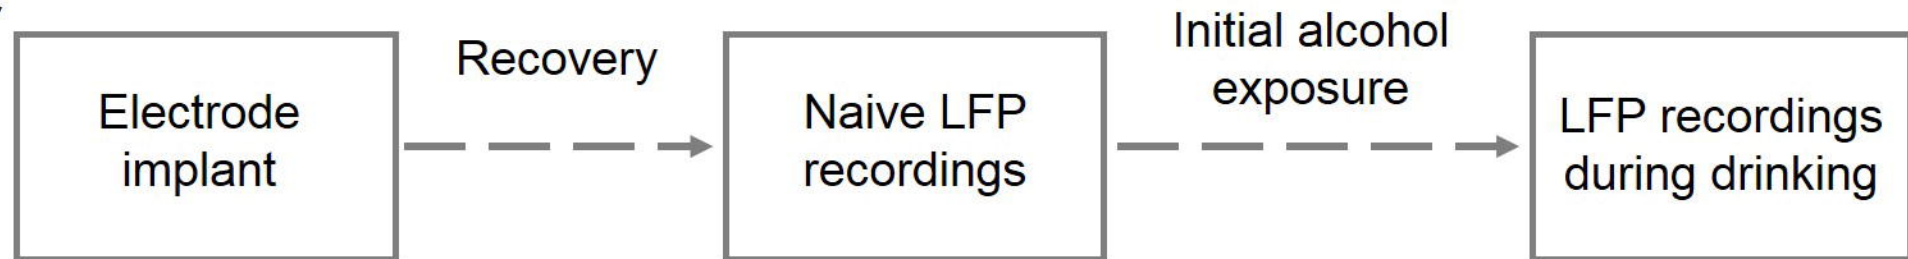 Electrode
implant
Recovery
Naive LFP
recordings
Initial alcohol
exposure
LFP recordings
during drinking